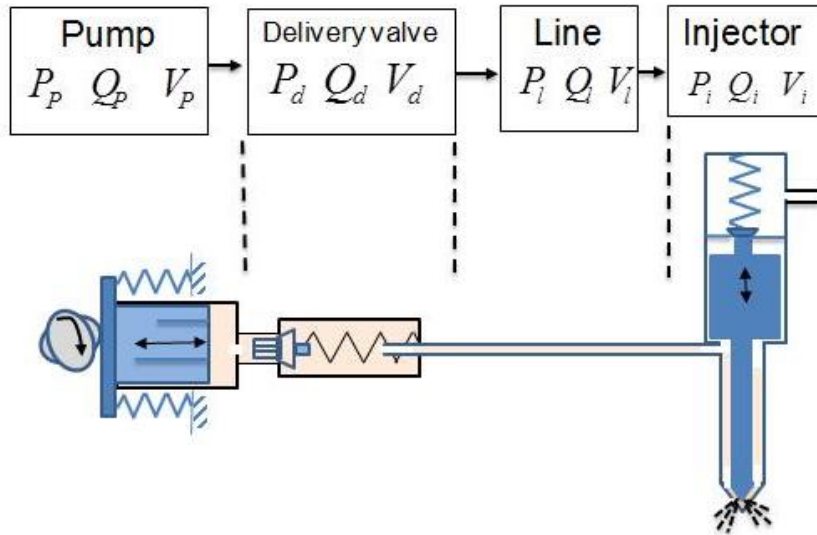 Pump
P_p Q_p V_p
Delivery valve
P_d Q_d V_d
Line
P_l Q_l V_l
Injector
P_i Q_i V_i